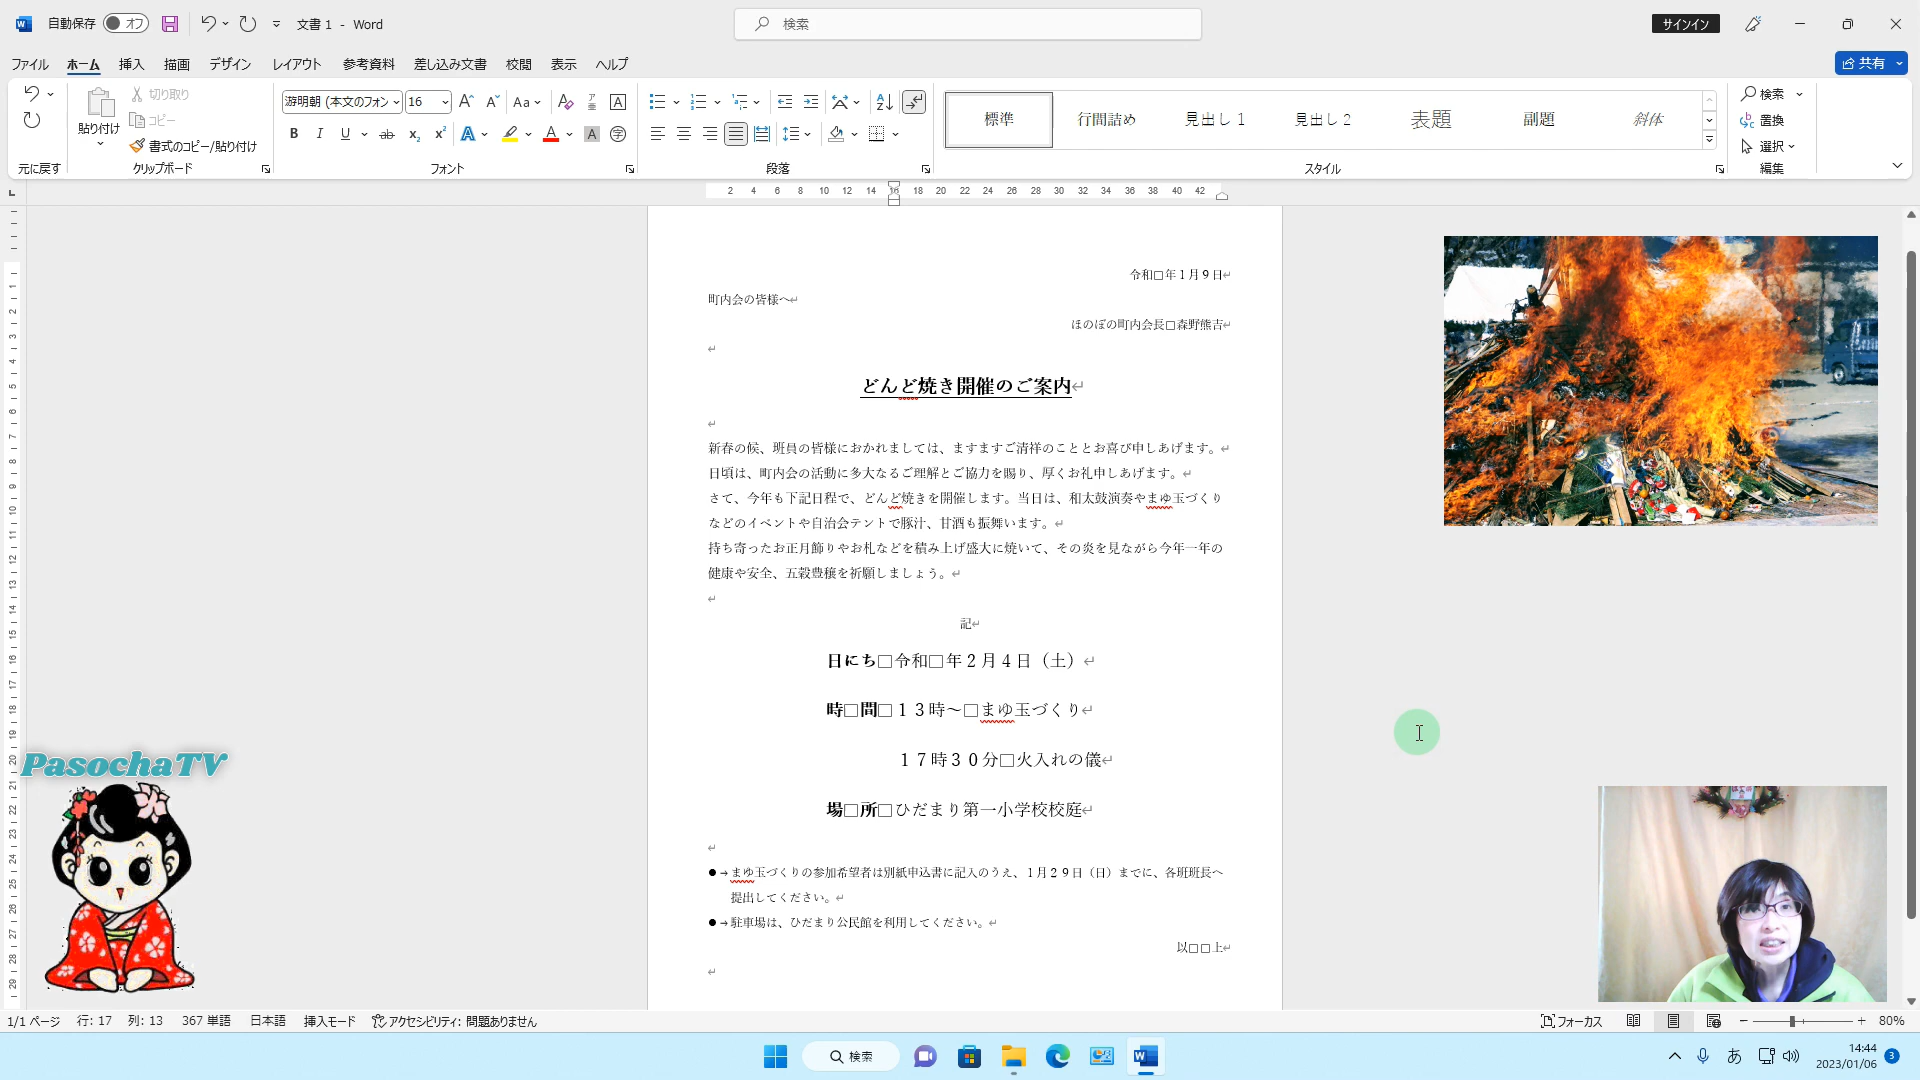 自動保存 オフ 文書 1 - Word 検索 サインイン
ファイル ホーム 挿入 描画 デザイン レイアウト 参考資料 差し込み文書 校閲 表示 ヘルプ 共有
貼り付け 切り取り コピー 書式のコピー/貼り付け
游明朝 (本文のフォン 16 Aa
標準 行間詰め 見出し 1 見出し 2 表題 副題 斜体
検索
置換
選択
元に戻す クリップボード フォント 段落 スタイル 編集
2 4 6 8 10 12 14 16 18 20 22 24 26 28 30 32 34 36 38 40 42
令和□年１月９日↵
町内会の皆様へ↵
ほのぼの町内会長□森野熊吉↵
どんど焼き開催のご案内↵
新春の候、班員の皆様におかれましては、ますますご清祥のこととお喜び申しあげます。↵
日頃は、町内会の活動に多大なるご理解とご協力を賜り、厚くお礼申しあげます。↵
さて、今年も下記日程で、どんど焼きを開催します。当日は、和太鼓演奏やまゆ玉づくり
などのイベントや自治会テントで豚汁、甘酒も振舞います。↵
持ち寄ったお正月飾りやお札などを積み上げ盛大に焼いて、その炎を見ながら今年一年の
健康や安全、五穀豊穣を祈願しましょう。↵
記↵
日にち□令和□年２月４日（土）↵
時□間□１３時～□まゆ玉づくり↵
１７時３０分□火入れの儀↵
場□所□ひだまり第一小学校校庭↵
●→まゆ玉づくりの参加希望者は別紙申込書に記入のうえ、１月２９日（日）までに、各班班長へ
提出してください。↵
●→駐車場は、ひだまり公民館を利用してください。↵
以□□上↵
PasochaTV
1/1 ページ 行: 17 列: 13 367 単語 日本語 挿入モード アクセシビリティ: 問題ありません フォーカス 80%
検索 あ 14:44
2023/01/06 3